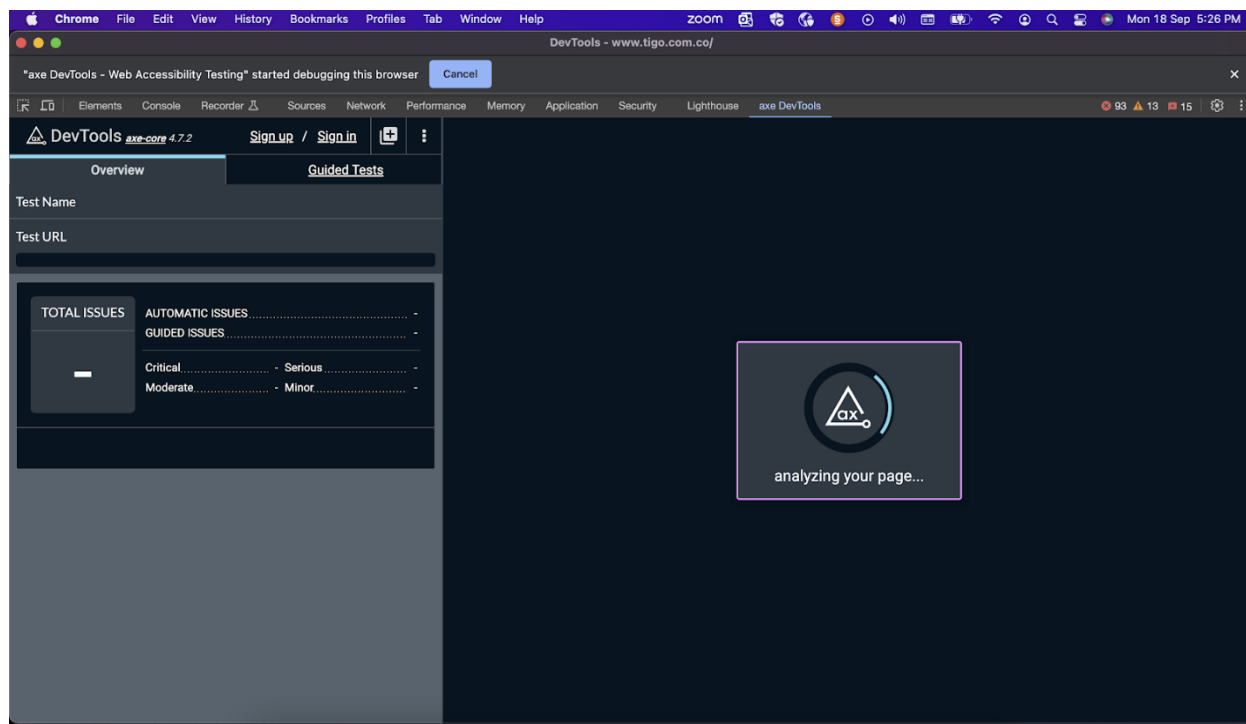 Chrome File Edit View History Bookmarks Profiles Tab Window Help zoom S Mon 18 Sep 5:26 PM
DevTools - www.tigo.com.co/
"axe DevTools - Web Accessibility Testing" started debugging this browser Cancel ×
Elements Console Recorder Sources Network Performance Memory Application Security Lighthouse axe DevTools 93 13 15
ax DevTools axe-core 4.7.2 Sign up / Sign in
Overview Guided Tests
Test Name
Test URL
TOTAL ISSUES
-
AUTOMATIC ISSUES -
GUIDED ISSUES -
Critical - Serious -
Moderate - Minor -
ax
analyzing your page...